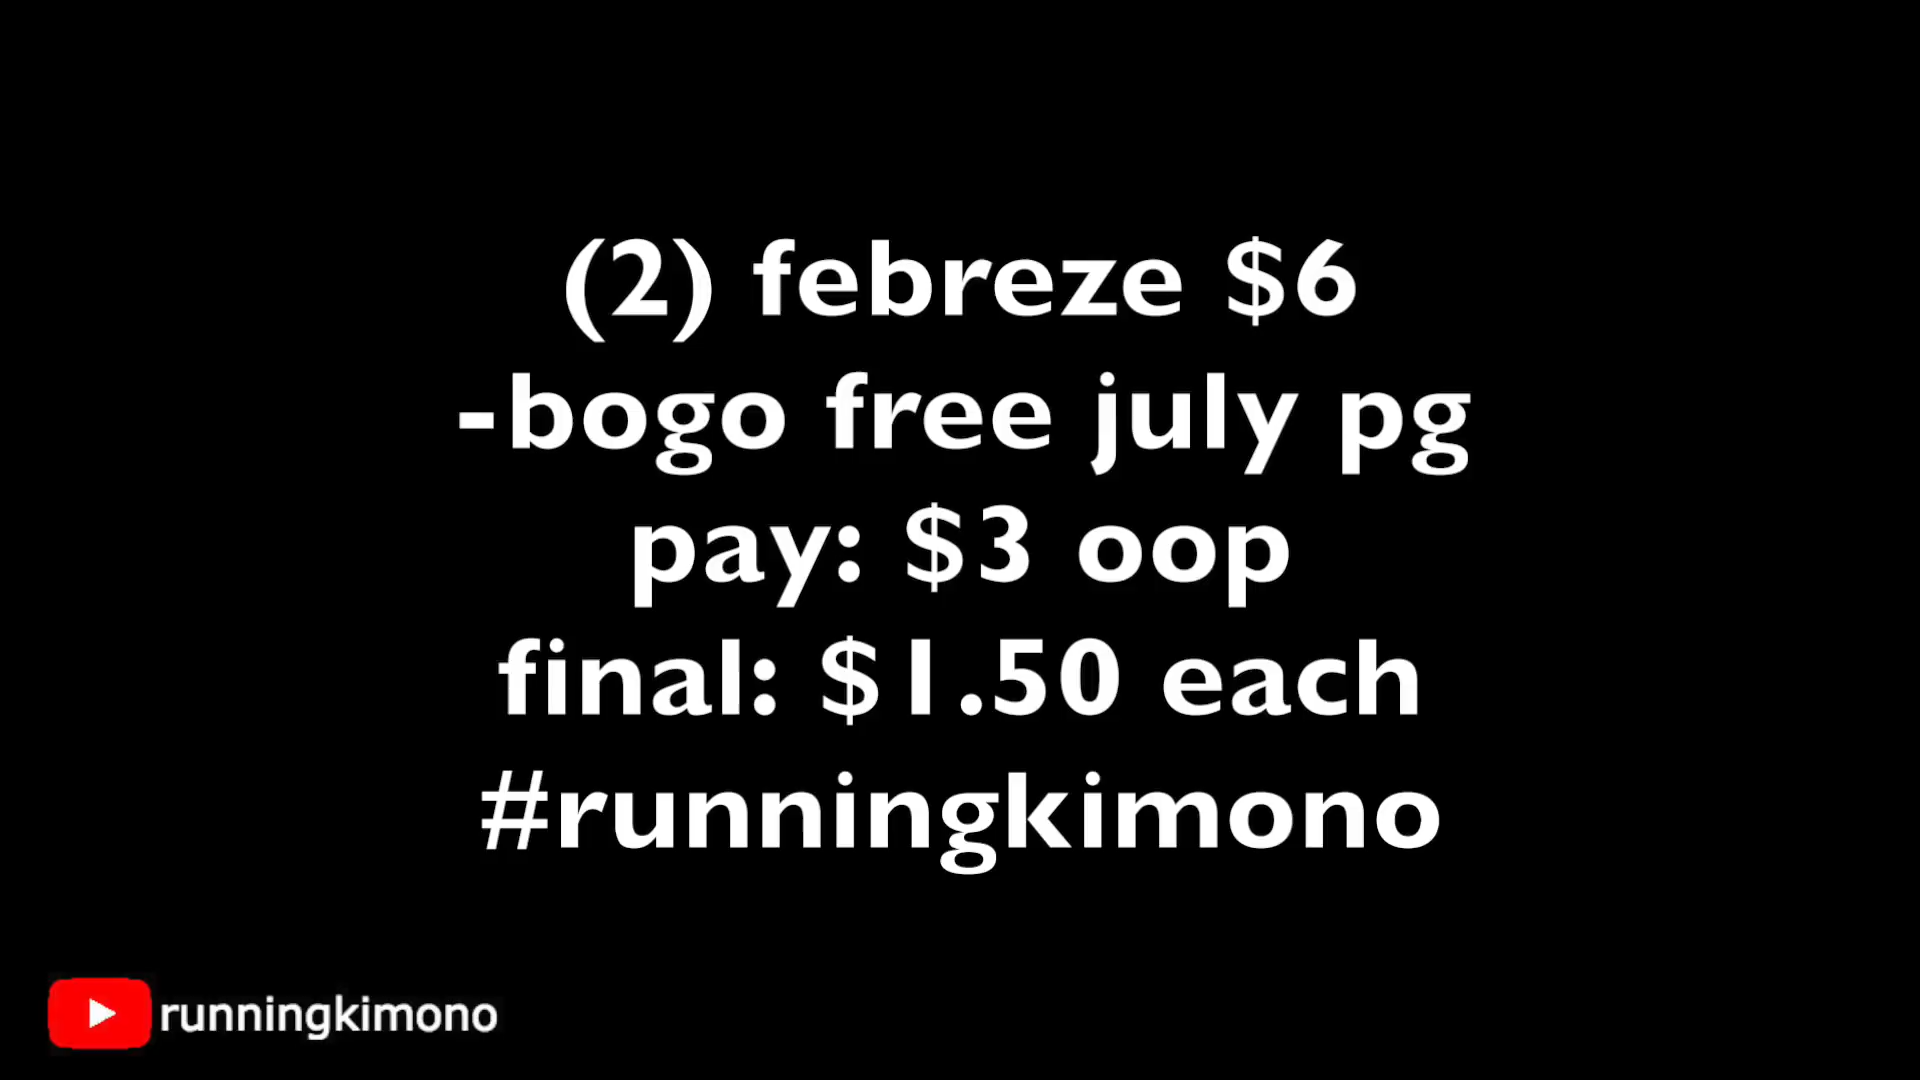 (2) febreze $6
-bogo free july pg
pay: $3 oop
final: $1.50 each
#runningkimono
runningkimono